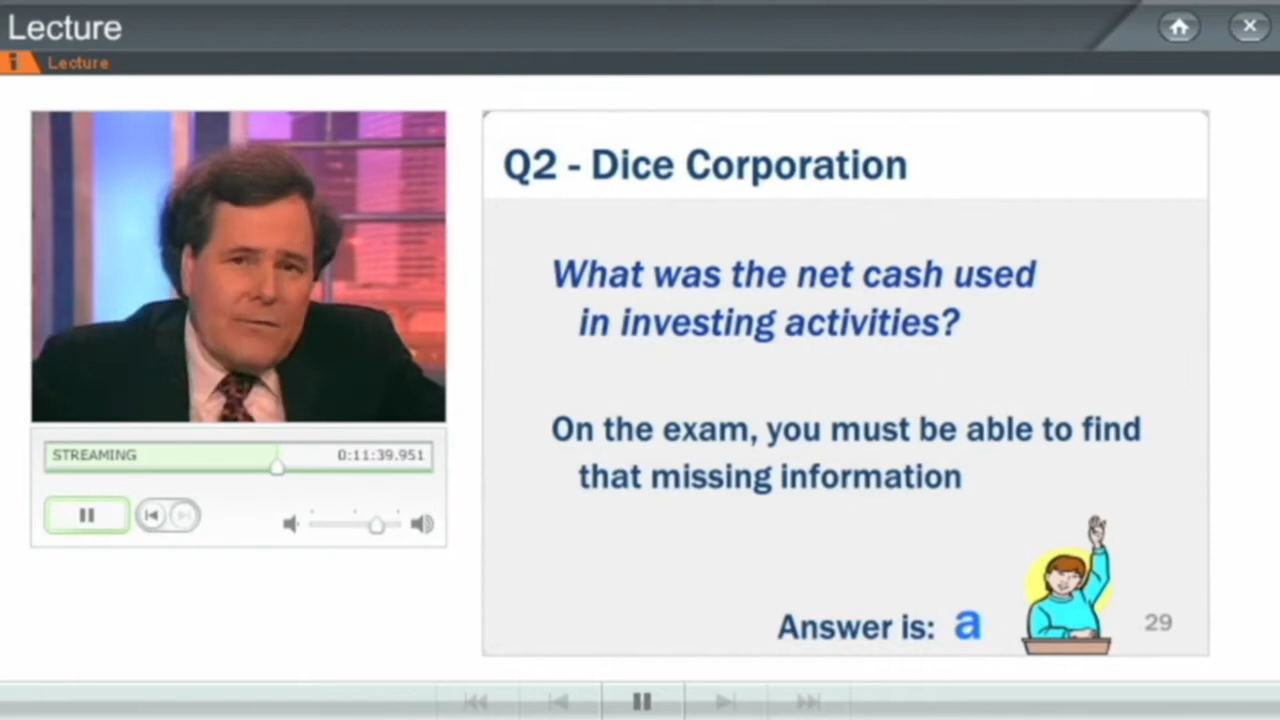 Lecture
i Lecture
Q2 - Dice Corporation
What was the net cash used
in investing activities?
On the exam, you must be able to find
that missing information
STREAMING 0:11:39.951
Answer is: a
29